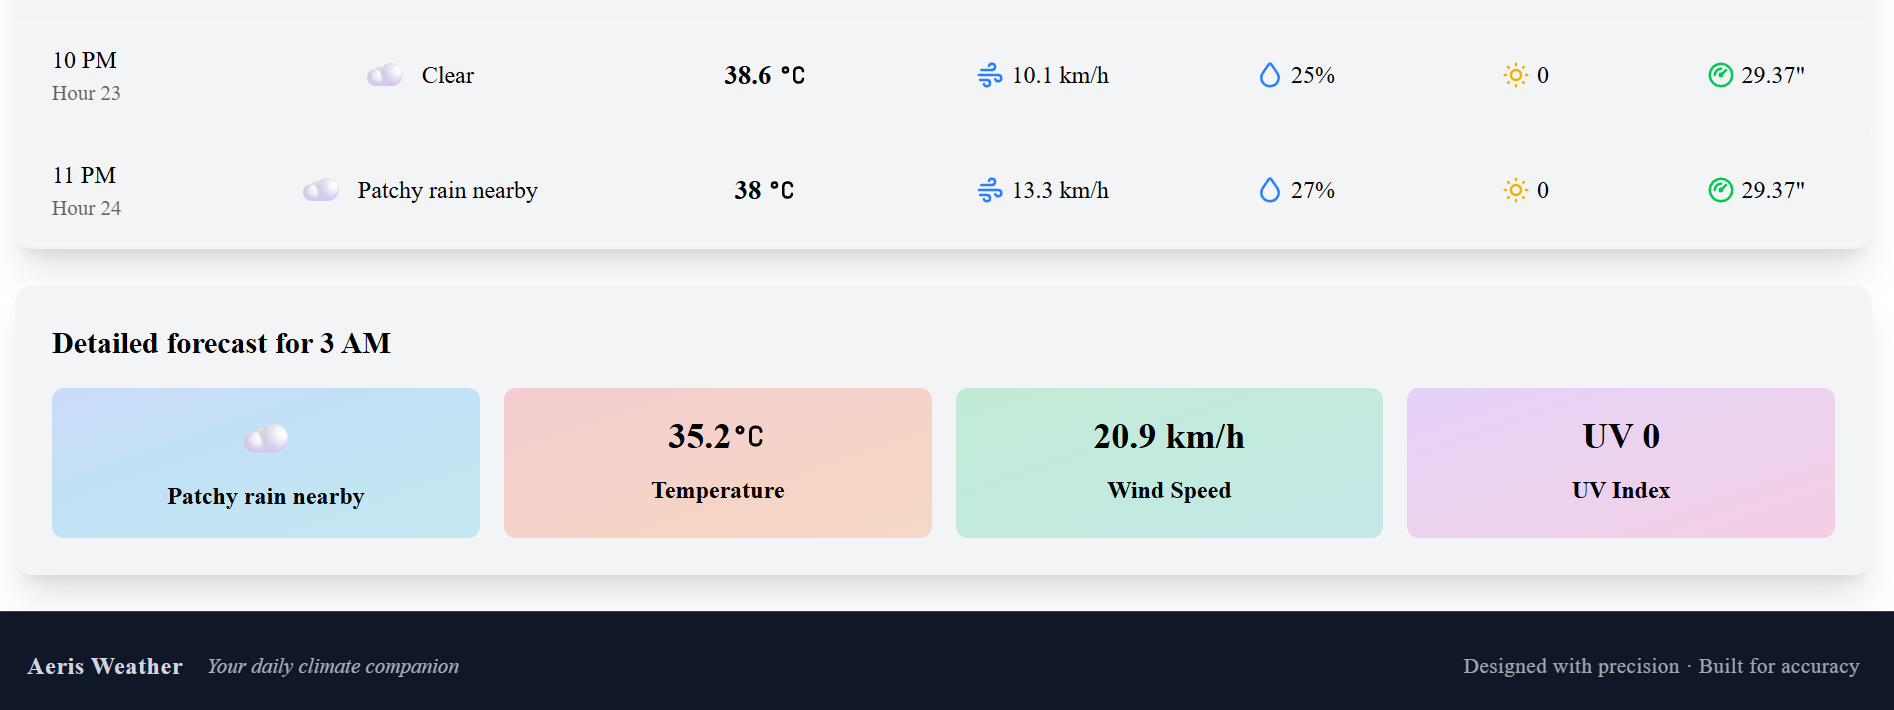 10 PM
Hour 23
Clear
38.6 °C
10.1 km/h
25%
0
29.37"
11 PM
Hour 24
Patchy rain nearby
38 °C
13.3 km/h
27%
0
29.37"
Detailed forecast for 3 AM
Patchy rain nearby
35.2°C
Temperature
20.9 km/h
Wind Speed
UV 0
UV Index
Aeris Weather
Your daily climate companion
Designed with precision · Built for accuracy